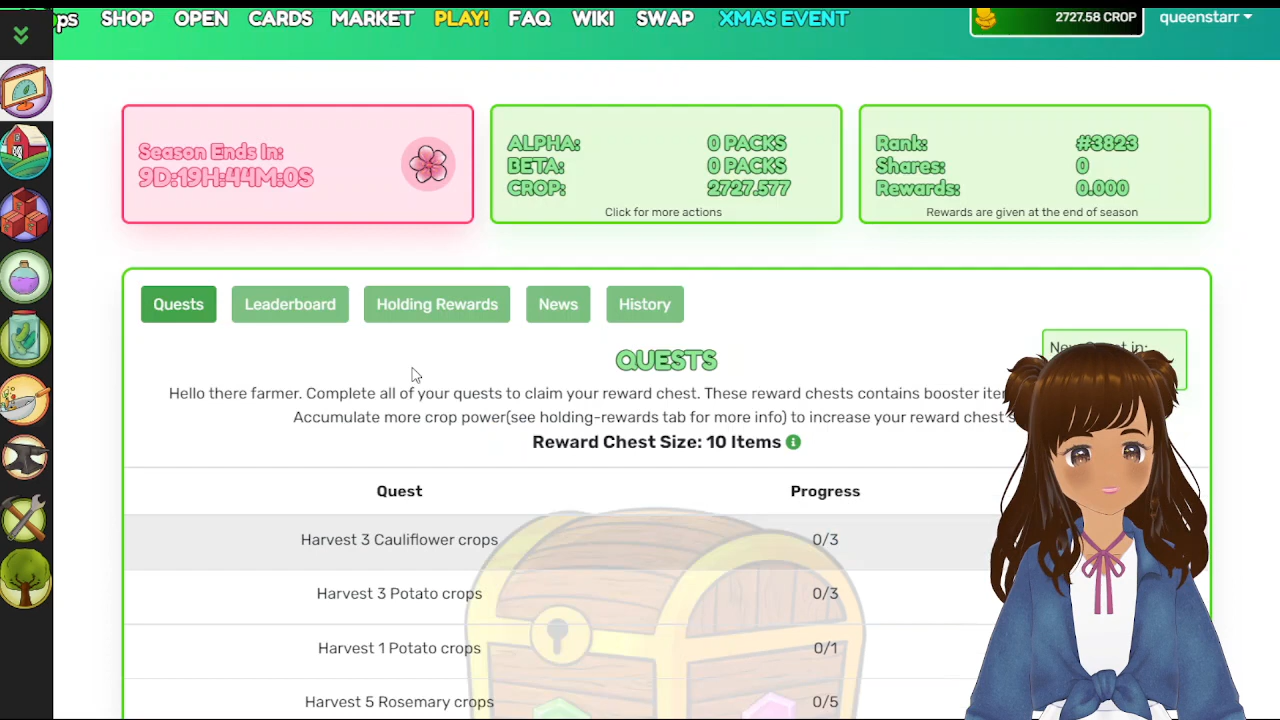 ps SHOP OPEN CARDS MARKET PLAY! FAQ WIKI SWAP XMAS EVENT 2727.58 CROP queenstarr
Season Ends In:
9D:19H:44M:0S
ALPHA: 0 PACKS
BETA: 0 PACKS
CROP: 2727.577
Click for more actions
Rank: #3823
Shares: 0
Rewards: 0.000
Rewards are given at the end of season
Quests Leaderboard Holding Rewards News History
QUESTS
Hello there farmer. Complete all of your quests to claim your reward chest. These reward chests contains booster
Accumulate more crop power(see holding-rewards tab for more info) to increase your reward chest's
Reward Chest Size: 10 Items
Quest Progress
Harvest 3 Cauliflower crops 0/3
Harvest 3 Potato crops 0/3
Harvest 1 Potato crops 0/1
Harvest 5 Rosemary crops 0/5